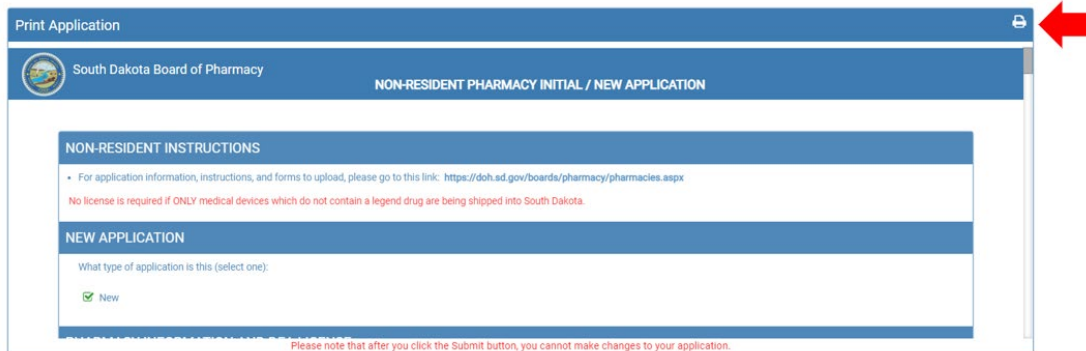 Print Application
South Dakota Board of Pharmacy
NON-RESIDENT PHARMACY INITIAL / NEW APPLICATION
NON-RESIDENT INSTRUCTIONS
• For application information, instructions, and forms to upload, please go to this link: https://doh.sd.gov/boards/pharmacy/pharmacies.aspx
No license is required if ONLY medical devices which do not contain a legend drug are being shipped into South Dakota.
NEW APPLICATION
What type of application is this (select one):
New
Please note that after you click the Submit button, you cannot make changes to your application.